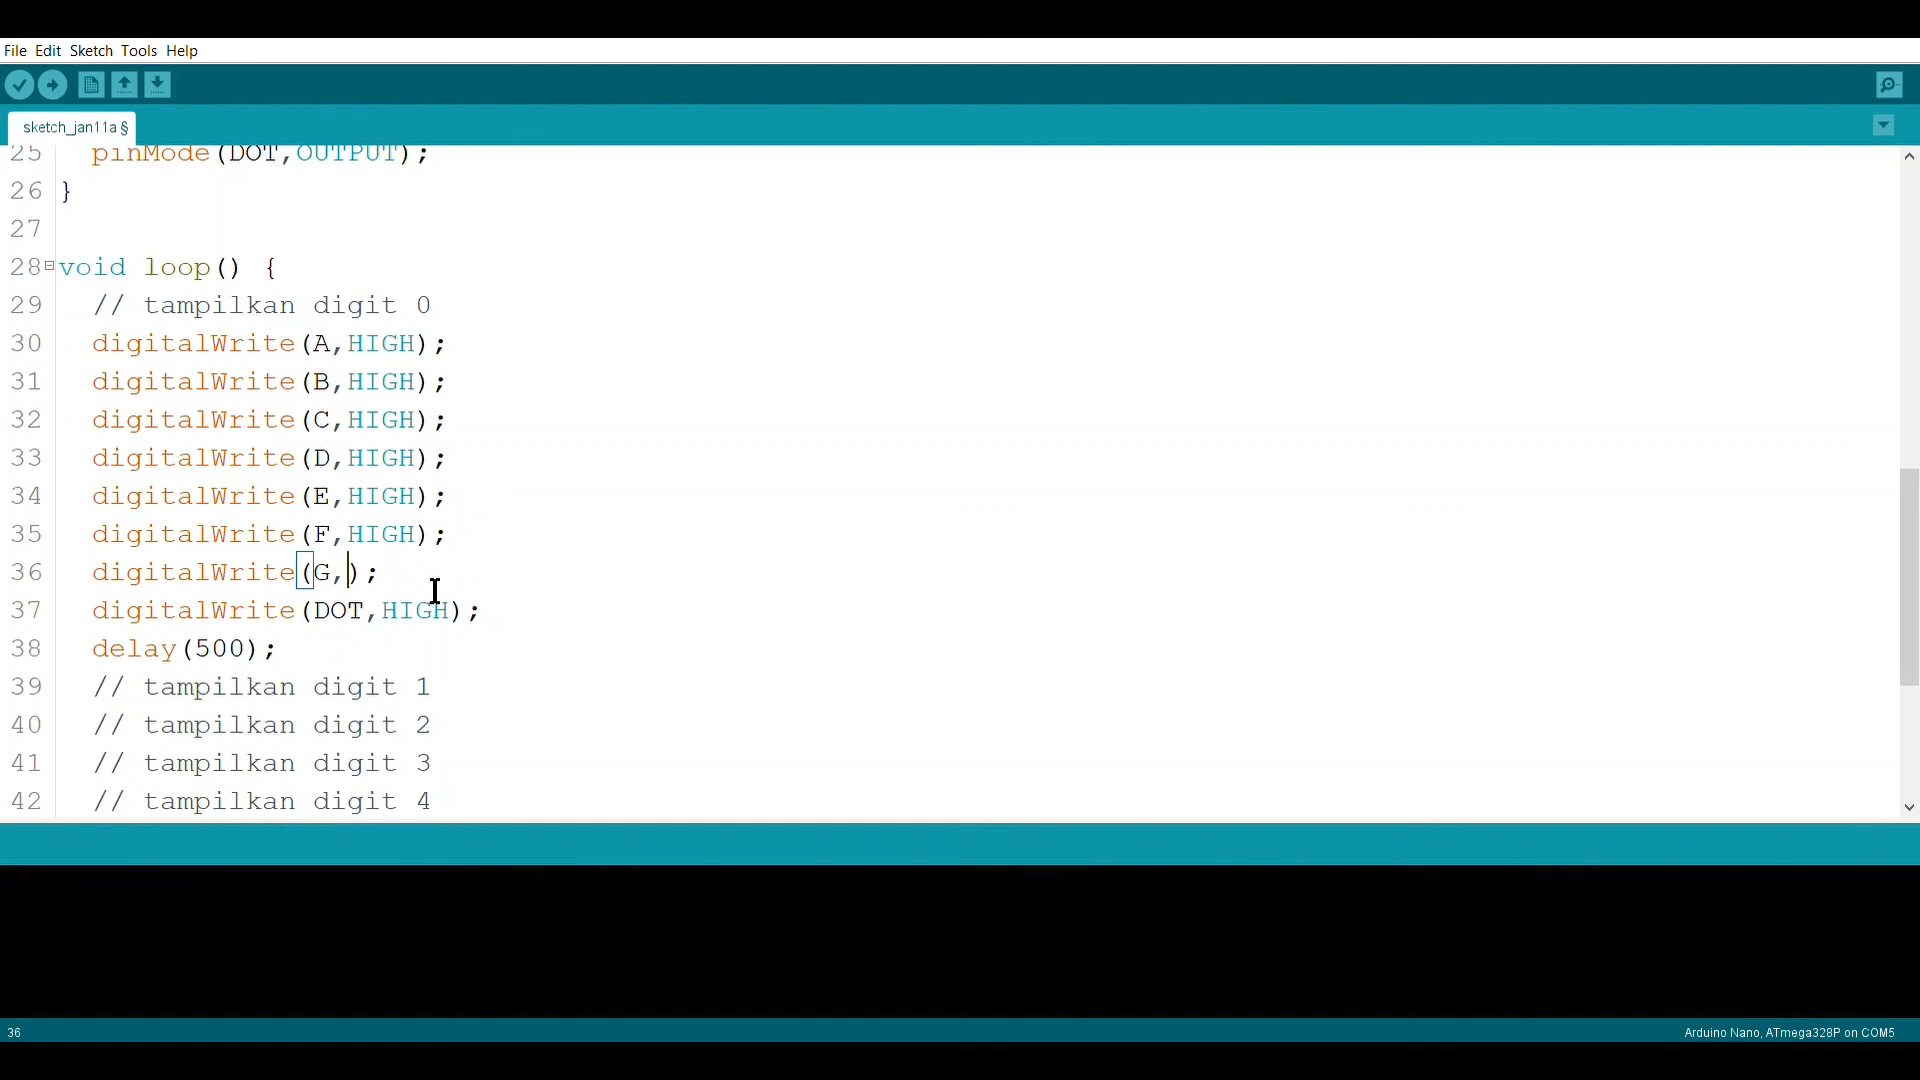 File Edit Sketch Tools Help
sketch_jan11a §
25 pinMode(DOT,OUTPUT);
26 }
27
28 void loop() {
29 // tampilkan digit 0
30 digitalWrite(A,HIGH);
31 digitalWrite(B,HIGH);
32 digitalWrite(C,HIGH);
33 digitalWrite(D,HIGH);
34 digitalWrite(E,HIGH);
35 digitalWrite(F,HIGH);
36 digitalWrite(G,);
37 digitalWrite(DOT,HIGH);
38 delay(500);
39 // tampilkan digit 1
40 // tampilkan digit 2
41 // tampilkan digit 3
42 // tampilkan digit 4
36
Arduino Nano, ATmega328P on COM5